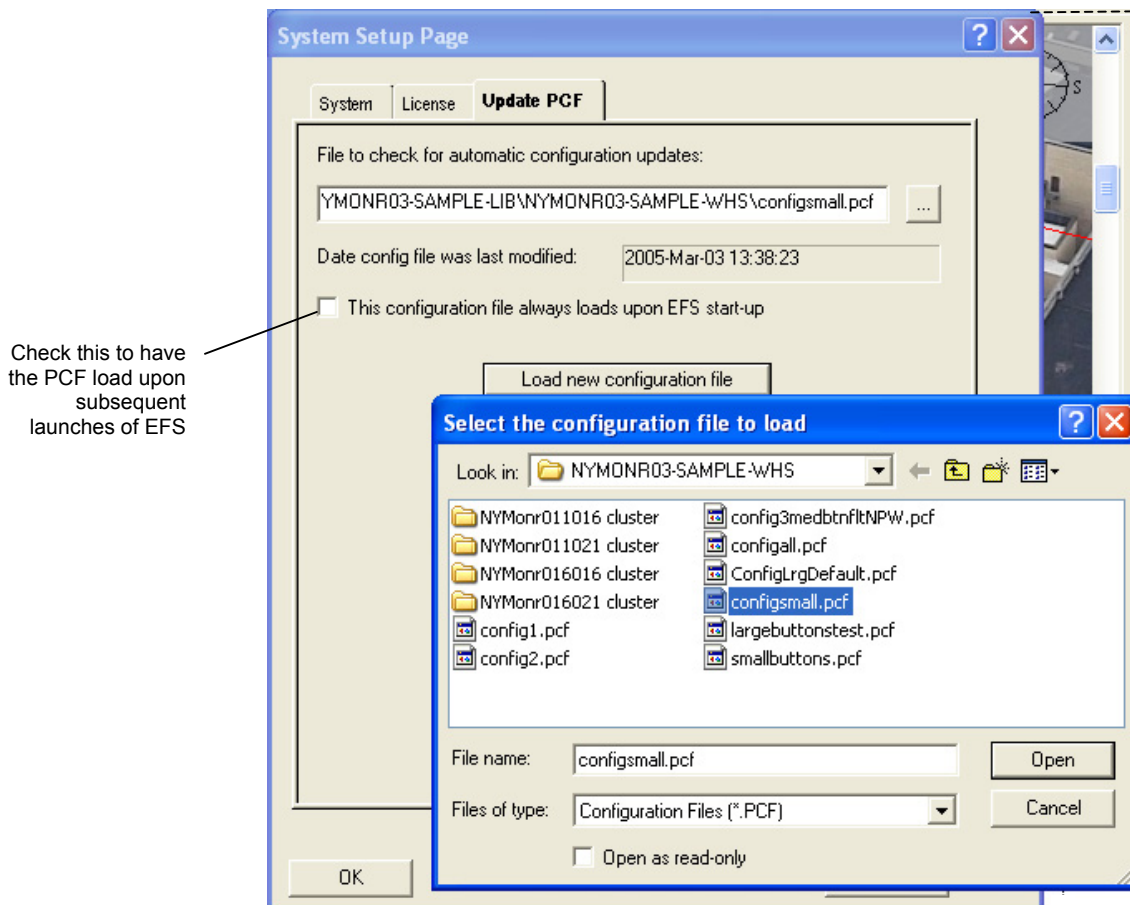 System Setup Page
S
System License Update PCF
File to check for automatic configuration updates:
YMONR03-SAMPLE-LIB\NYMONR03-SAMPLE-WHS\configsmall.pcf ...
Date config file was last modified: 2005-Mar-03 13:38:23
This configuration file always loads upon EFS start-up
Check this to have
the PCF load upon
subsequent
launches of EFS
Load new configuration file
Select the configuration file to load
Look in: NYMONR03-SAMPLE-WHS
NYMonr011016 cluster config3medbtnfltNPW.pcf
NYMonr011021 cluster configall.pcf
NYMonr016016 cluster ConfigLrgDefault.pcf
NYMonr016021 cluster configsmall.pcf
config1.pcf largebuttonstest.pcf
config2.pcf smallbuttons.pcf
File name: configsmall.pcf Open
Files of type: Configuration Files (*.PCF) Cancel
Open as read-only
OK